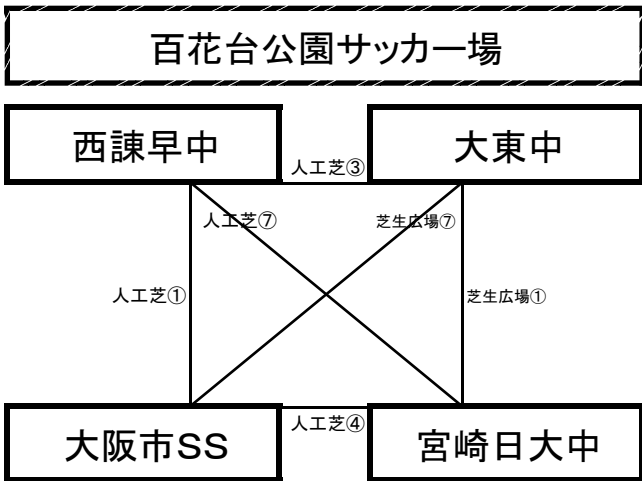 百花台公園サッカー場
西諫早中
大東中
人工芝③
人工芝⑦
芝生広場⑦
人工芝①
芝生広場①
大阪市SS
人工芝④
宮崎日大中